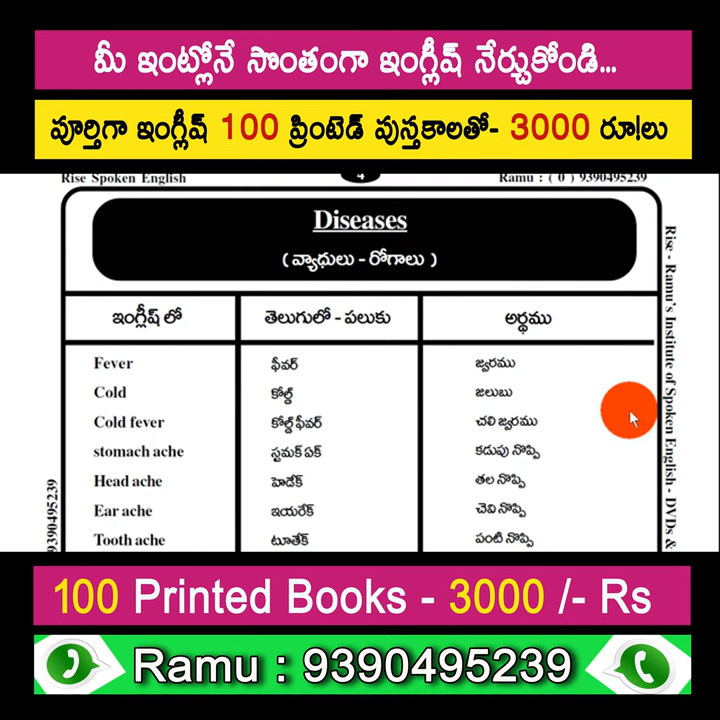 మీ ఇంట్లోనే సొంతంగా ఇంగ్లీష్ నేర్చుకోండి...
పూర్తిగా ఇంగ్లీష్ 100 ప్రింటెడ్ పుస్తకాలతో- 3000 రూ!లు
Rise Spoken English 4 Ramu : ( 0 ) 9390495239
Diseases
( వ్యాధులు - రోగాలు )
ఇంగ్లీష్ లో తెలుగులో - పలుకు అర్థము
Fever ఫీవర్ జ్వరము
Cold కోల్డ్ జలుబు
Cold fever కోల్డ్ ఫీవర్ చలి జ్వరము
stomach ache స్టమక్ ఏక్ కడుపు నొప్పి
Head ache హెడేక్ తల నొప్పి
Ear ache ఇయరేక్ చెవి నొప్పి
Tooth ache టూతేక్ పంటి నొప్పి
Rise - Ramu's Institute of Spoken English - DVDs &
9390495239
100 Printed Books - 3000 /- Rs
Ramu : 9390495239